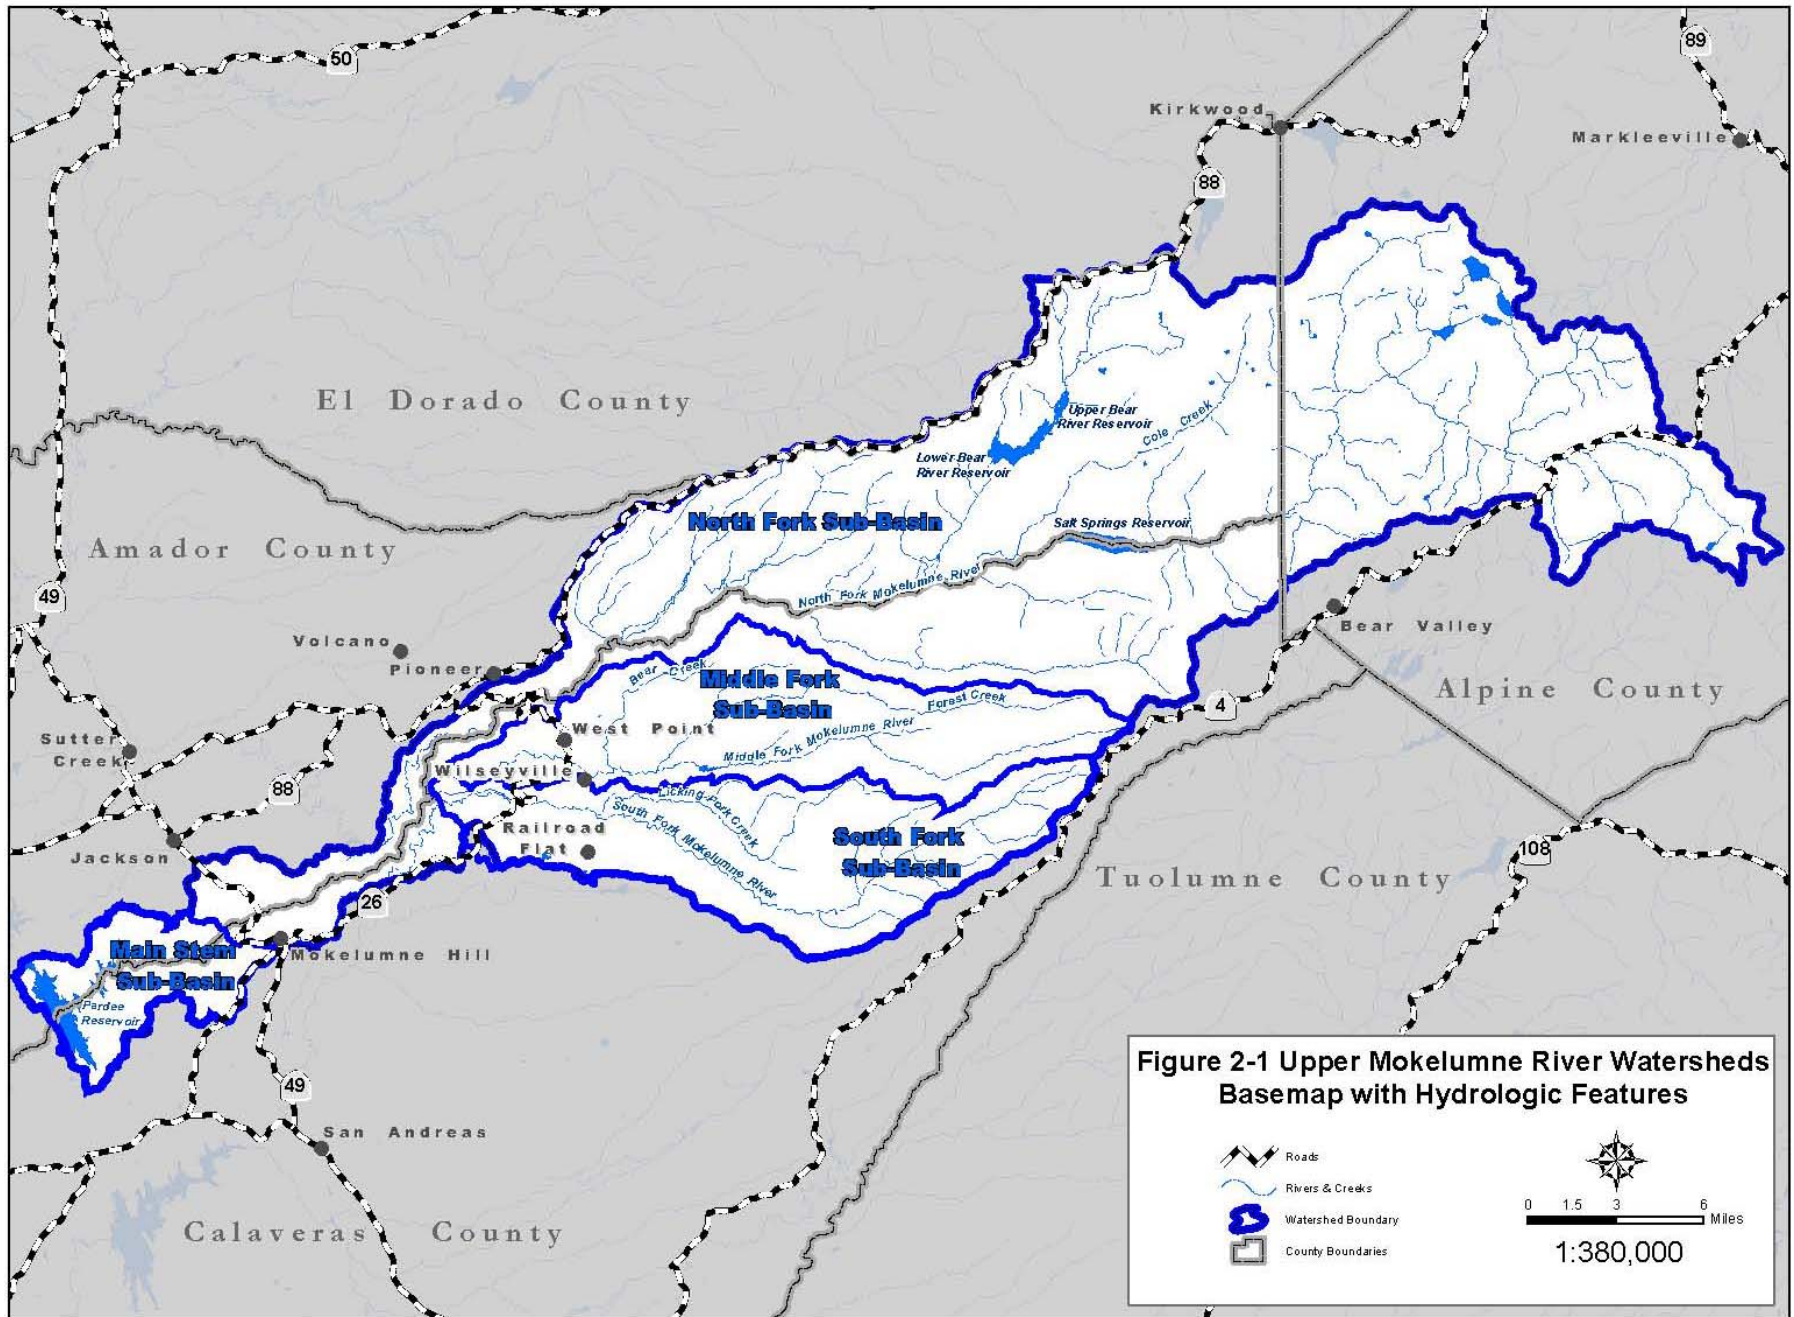 50
89
Kirkwood
Markleeville
88
El Dorado County
Upper Bear
River Reservoir
Cole Creek
Lower Bear
River Reservoir
North Fork Sub-Basin
Salt Springs Reservoir
Amador County
North Fork Mokelumne River
49
Volcano
Pioneer
Bear Valley
Bear Creek
Middle Fork
Sub-Basin
Forest Creek
Alpine County
4
West Point
Middle Fork Mokelumne River
Sutter
Creek
Wilseyville
88
Licking Fork Creek
South Fork Mokelumne River
Railroad
Flat
South Fork
Sub-Basin
Jackson
108
Tuolumne County
26
Main Stem
Sub-Basin
Mokelumne Hill
Pardee
Reservoir
49
San Andreas
Calaveras County
Figure 2-1 Upper Mokelumne River Watersheds
Basemap with Hydrologic Features
Roads
Rivers & Creeks
Watershed Boundary
County Boundaries
0 1.5 3 6
Miles
1:380,000